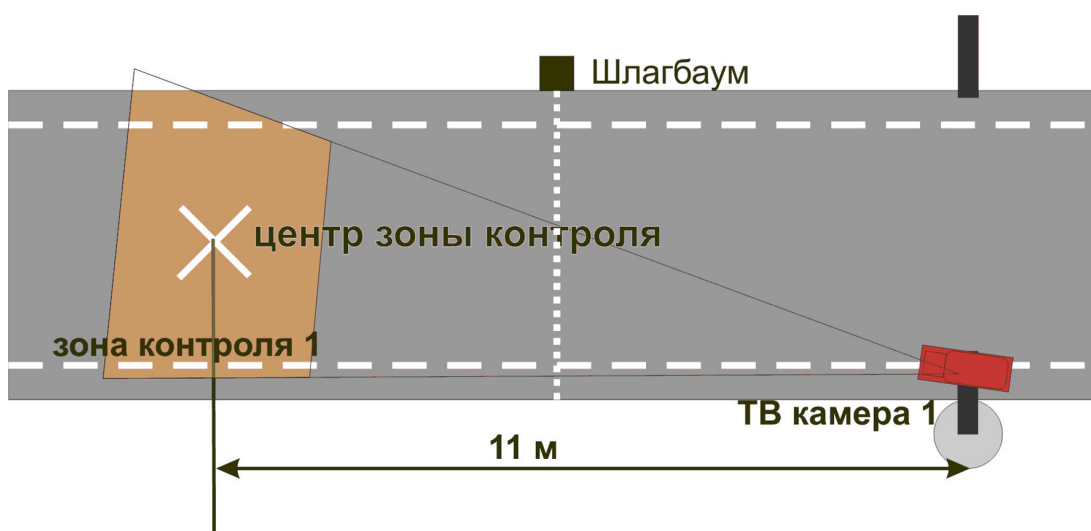 Шлагбаум
центр зоны контроля
зона контроля 1
ТВ камера 1
11 м